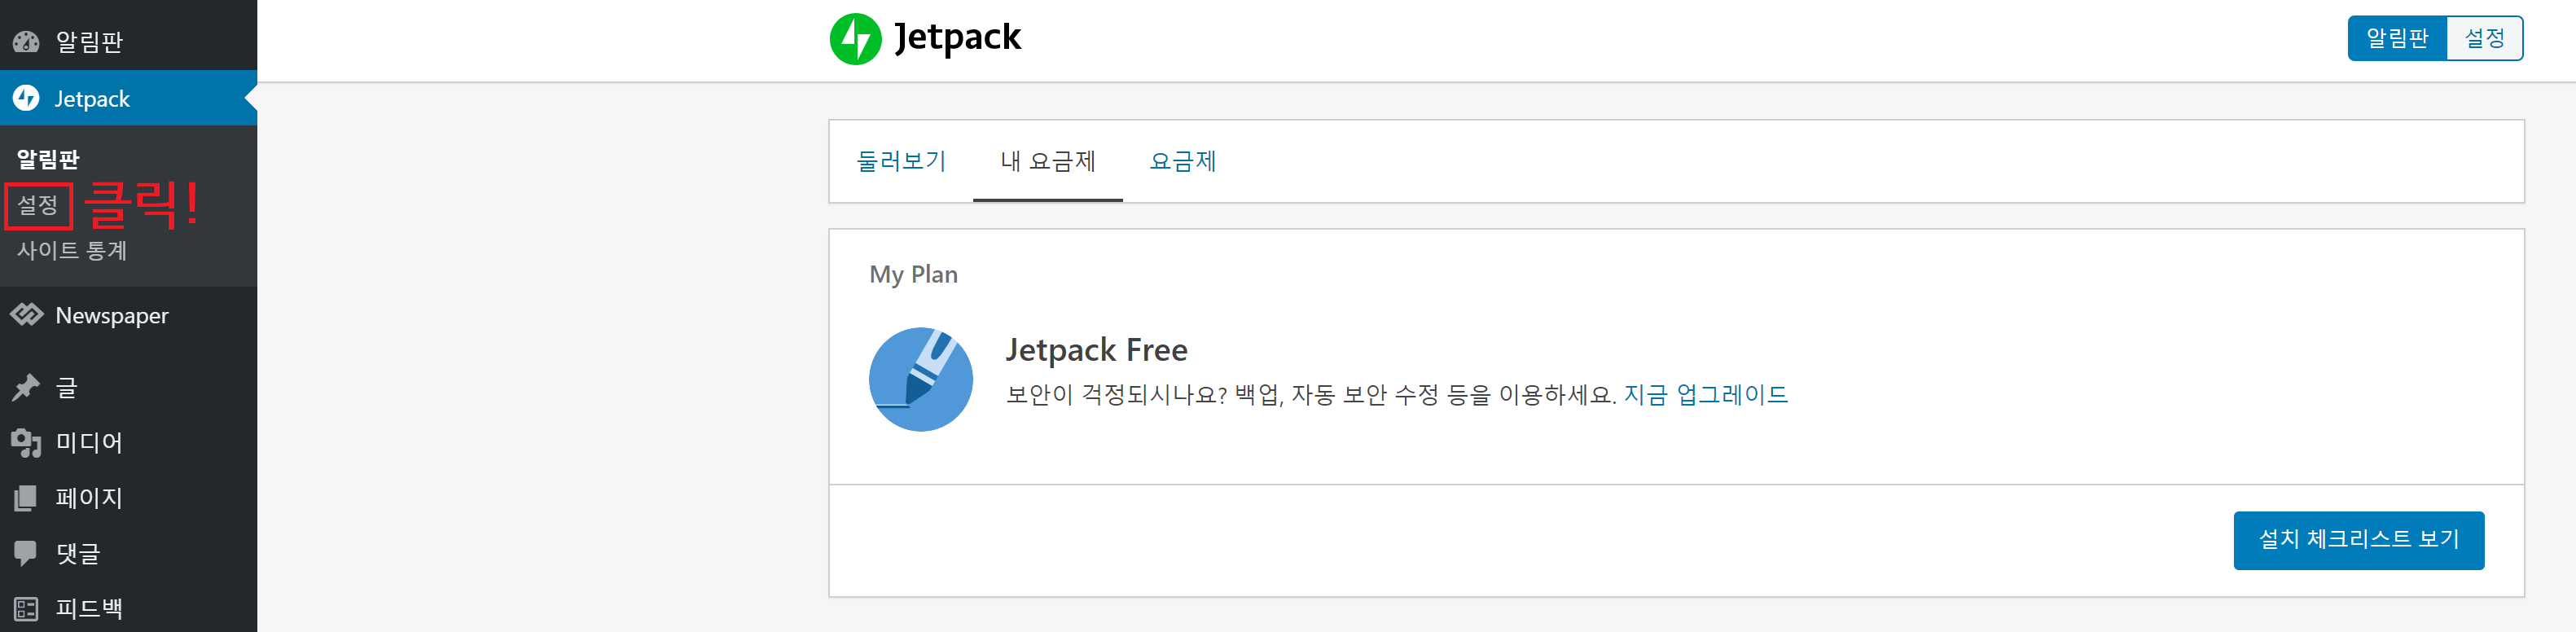 알림판
Jetpack
알림판
설정 클릭!
사이트 통계
Newspaper
글
미디어
페이지
댓글
피드백
Jetpack
알림판 설정
둘러보기 내 요금제 요금제
My Plan
Jetpack Free
보안이 걱정되시나요? 백업, 자동 보안 수정 등을 이용하세요. 지금 업그레이드
설치 체크리스트 보기